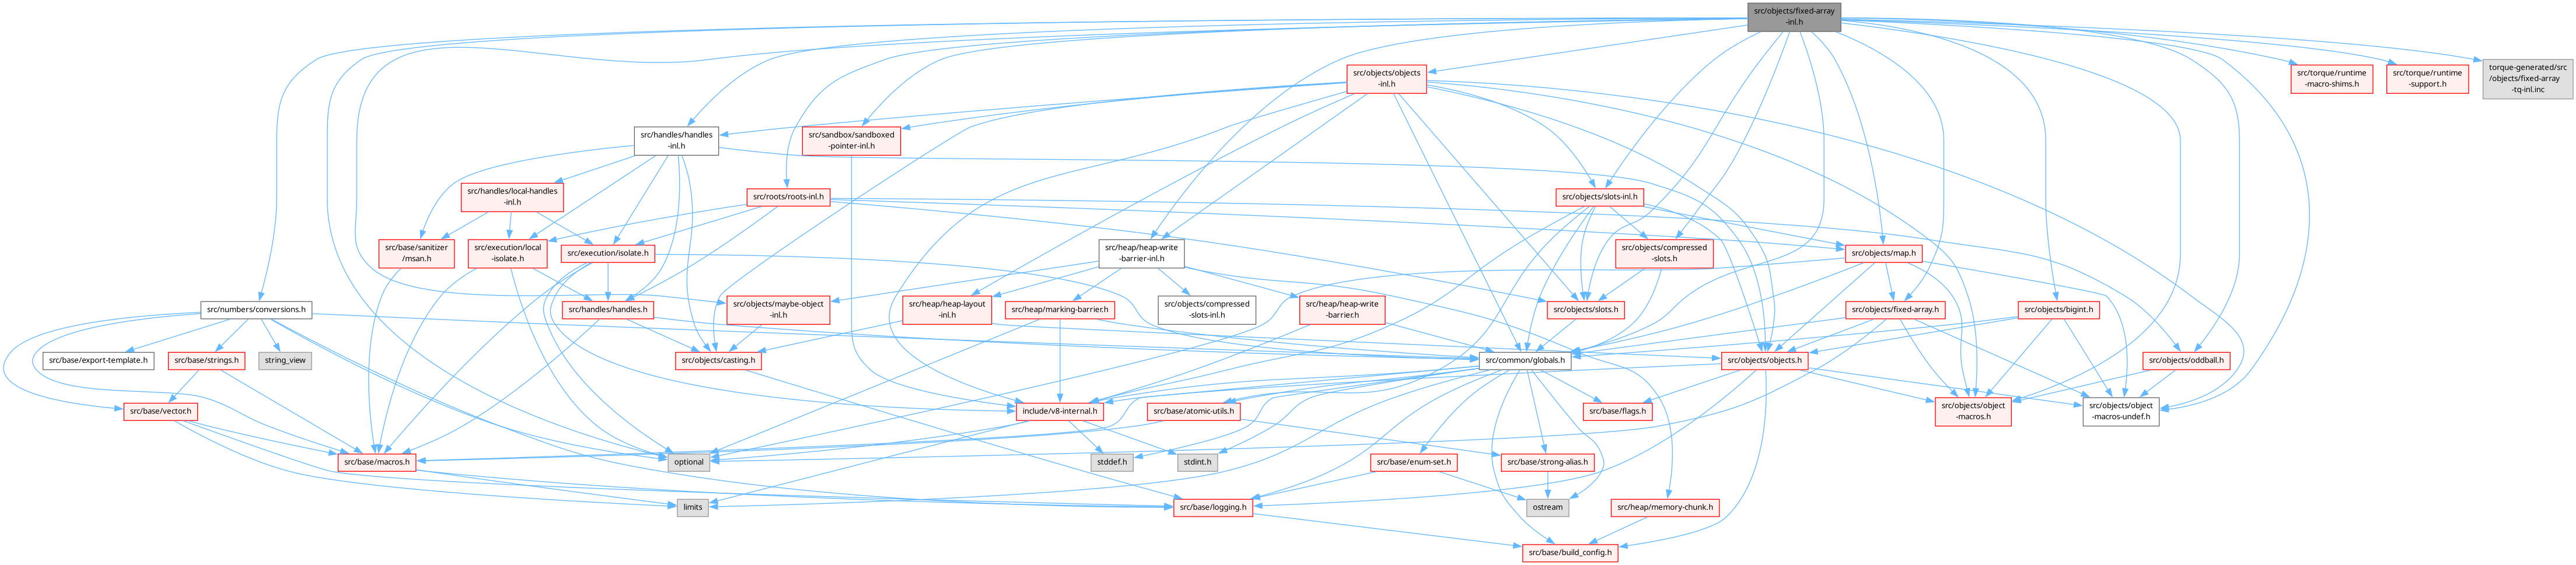 src/objects/fixed-array
-inl.h
src/objects/objects
-inl.h
src/torque/runtime
-macro-shims.h
src/torque/runtime
-support.h
torque-generated/src
/objects/fixed-array
-tq-inl.inc
src/handles/handles
-inl.h
src/sandbox/sandboxed
-pointer-inl.h
src/handles/local-handles
-inl.h
src/roots/roots-inl.h
src/objects/slots-inl.h
src/base/sanitizer
/msan.h
src/execution/local
-isolate.h
src/execution/isolate.h
src/heap/heap-write
-barrier-inl.h
src/objects/compressed
-slots.h
src/objects/map.h
src/numbers/conversions.h
src/handles/handles.h
src/objects/maybe-object
-inl.h
src/heap/heap-layout
-inl.h
src/heap/marking-barrier.h
src/objects/compressed
-slots-inl.h
src/heap/heap-write
-barrier.h
src/objects/slots.h
src/objects/fixed-array.h
src/objects/bigint.h
src/base/export-template.h
src/base/strings.h
string_view
src/objects/casting.h
src/common/globals.h
src/objects/objects.h
src/objects/oddball.h
src/base/vector.h
include/v8-internal.h
src/base/atomic-utils.h
src/base/flags.h
src/objects/object
-macros.h
src/objects/object
-macros-undef.h
src/base/macros.h
optional
stddef.h
stdint.h
src/base/enum-set.h
src/base/strong-alias.h
limits
src/base/logging.h
ostream
src/heap/memory-chunk.h
src/base/build_config.h